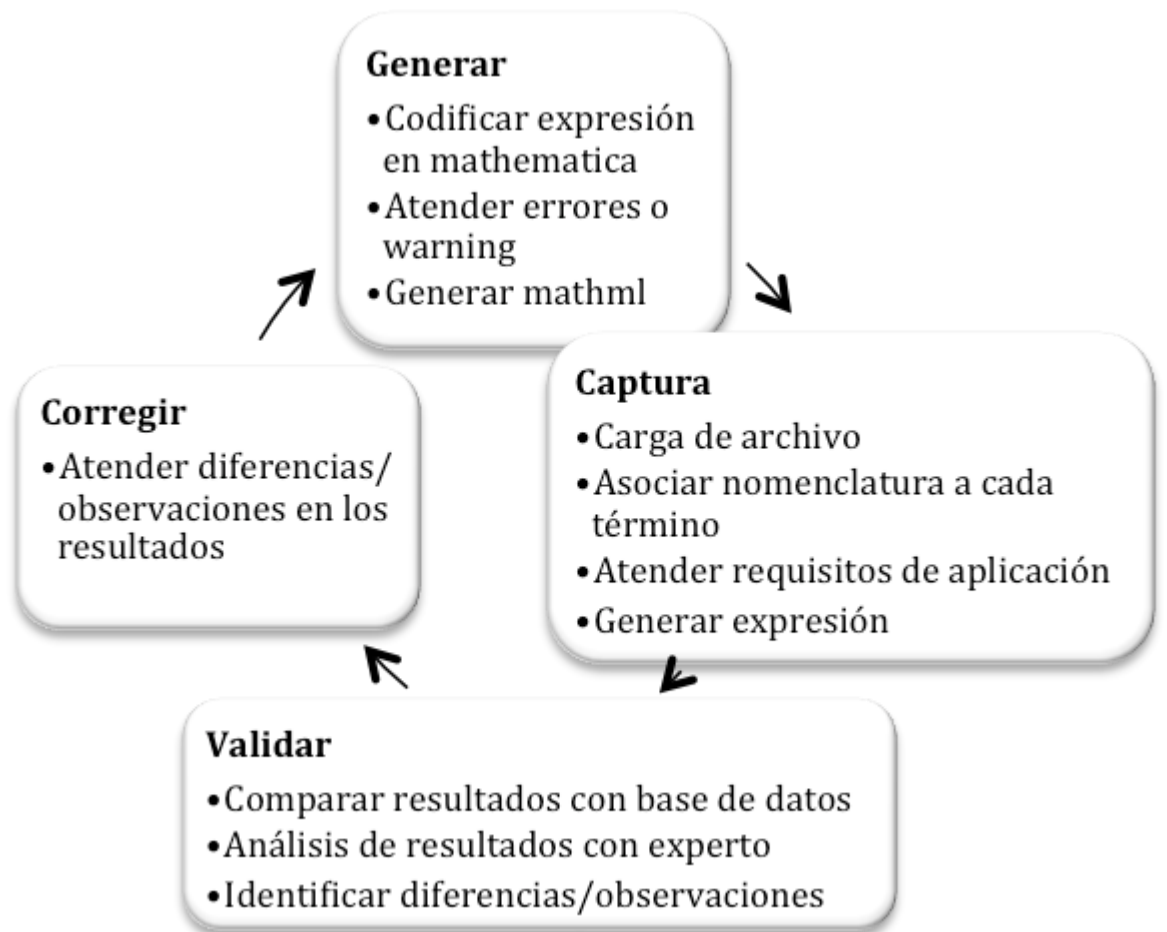 Generar
•Codificar expresión
en mathematica
•Atender errores o
warning
•Generar mathml
Captura
•Carga de archivo
•Asociar nomenclatura a cada
término
•Atender requisitos de aplicación
•Generar expresión
Corregir
•Atender diferencias/
observaciones en los
resultados
Validar
•Comparar resultados con base de datos
•Análisis de resultados con experto
•Identificar diferencias/observaciones